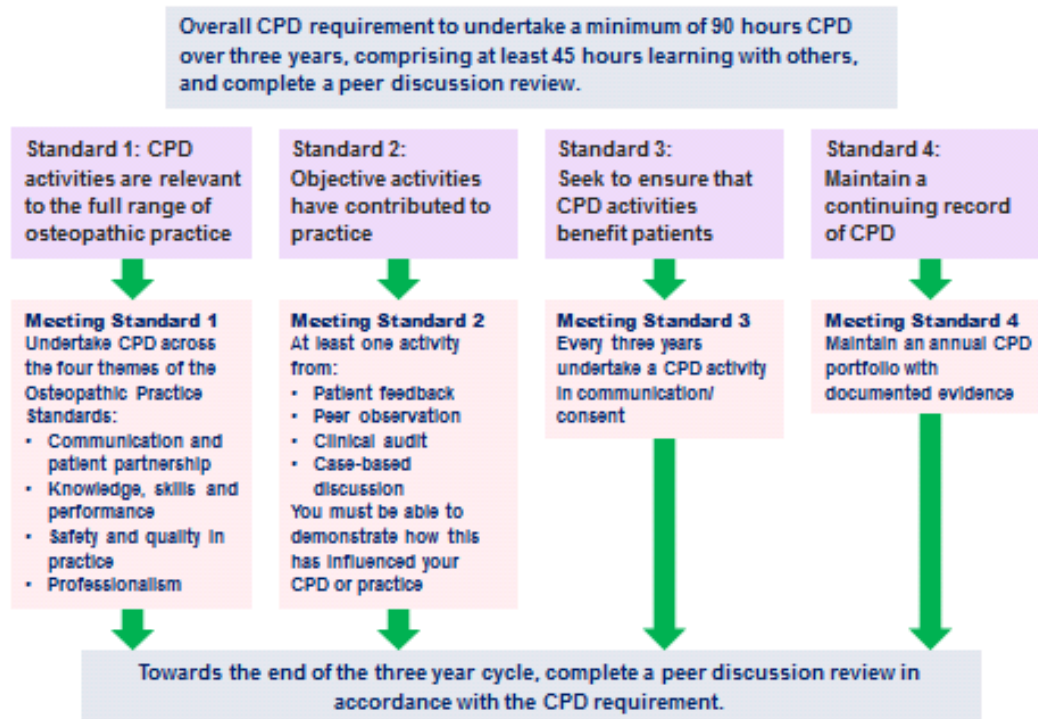 Overall CPD requirement to undertake a minimum of 90 hours CPD
over three years, comprising at least 45 hours learning with others,
and complete a peer discussion review.
Standard 1: CPD
activities are relevant
to the full range of
osteopathic practice
Meeting Standard 1
Undertake CPD across
the four themes of the
Osteopathic Practice
Standards:
• Communication and
patient partnership
• Knowledge, skills and
performance
• Safety and quality in
practice
• Professionalism
Standard 2:
Objective activities
have contributed to
practice
Meeting Standard 2
At least one activity
from:
• Patient feedback
• Peer observation
• Clinical audit
• Case-based
discussion
You must be able to
demonstrate how this
has influenced your
CPD or practice
Standard 3:
Seek to ensure that
CPD activities
benefit patients
Meeting Standard 3
Every three years
undertake a CPD activity
in communication/
consent
Standard 4:
Maintain a
continuing record
of CPD
Meeting Standard 4
Maintain an annual CPD
portfolio with
documented evidence
Towards the end of the three year cycle, complete a peer discussion review in
accordance with the CPD requirement.